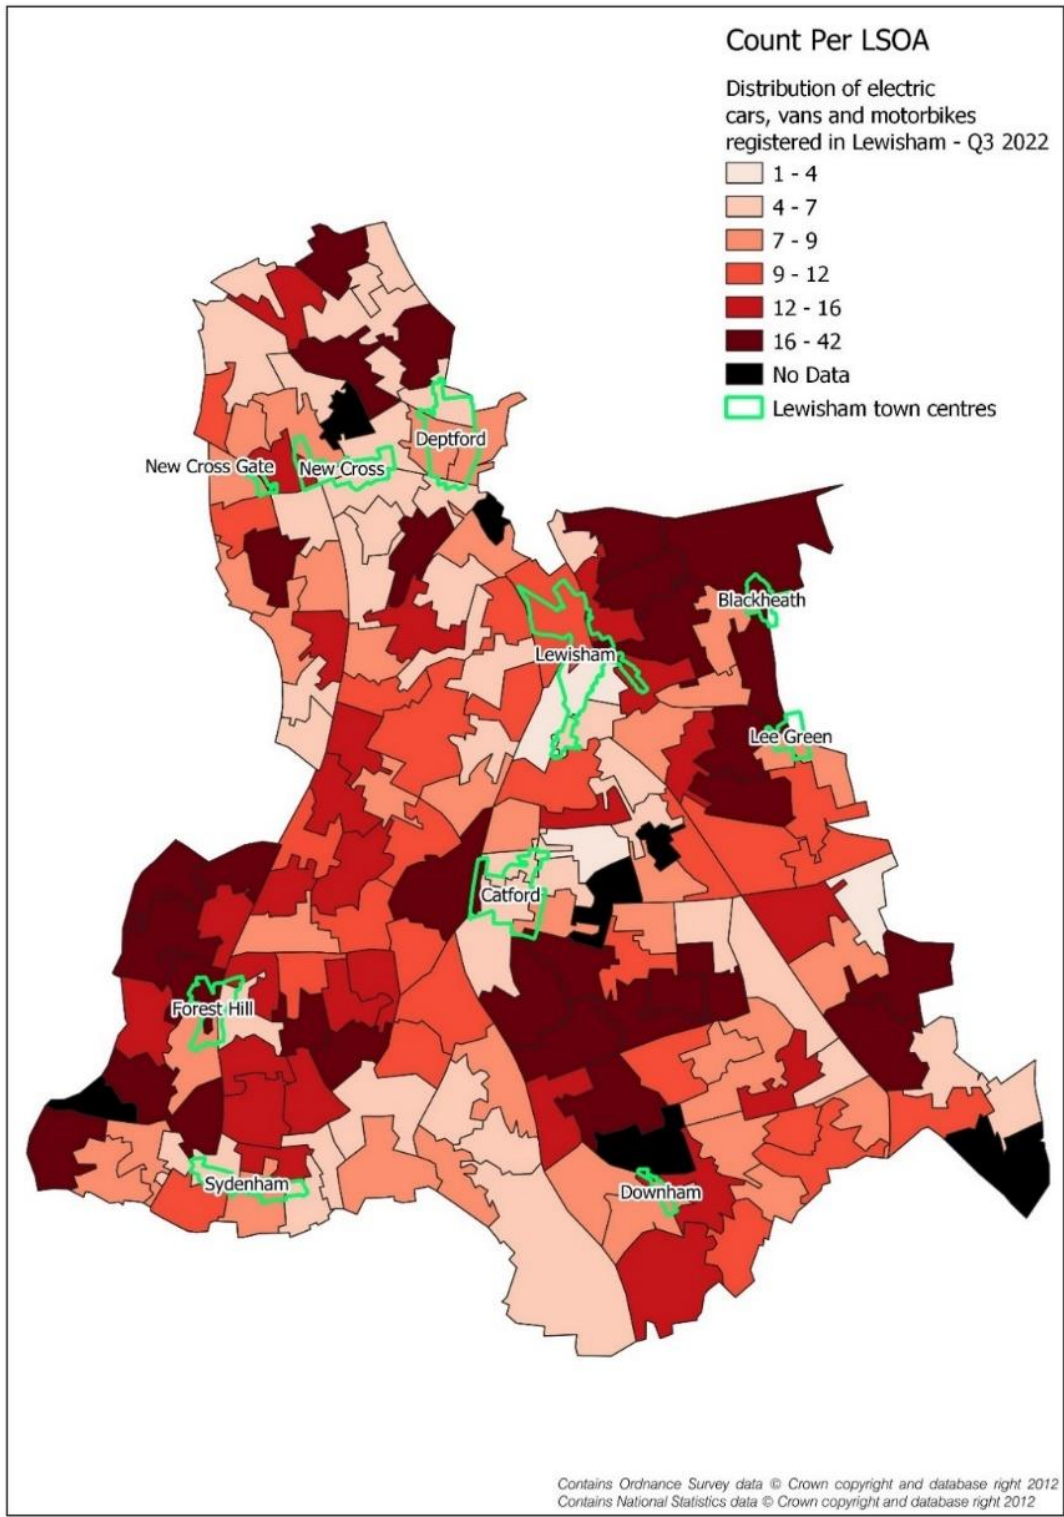 Count Per LSOA
Distribution of electric
cars, vans and motorbikes
registered in Lewisham - Q3 2022
1 - 4
4 - 7
7 - 9
9 - 12
12 - 16
16 - 42
No Data
Lewisham town centres
Deptford
New Cross Gate
New Cross
Blackheath
Lewisham
Lee Green
Catford
Forest Hill
Sydenham
Downham
Contains Ordnance Survey data © Crown copyright and database right 2012
Contains National Statistics data © Crown copyright and database right 2012